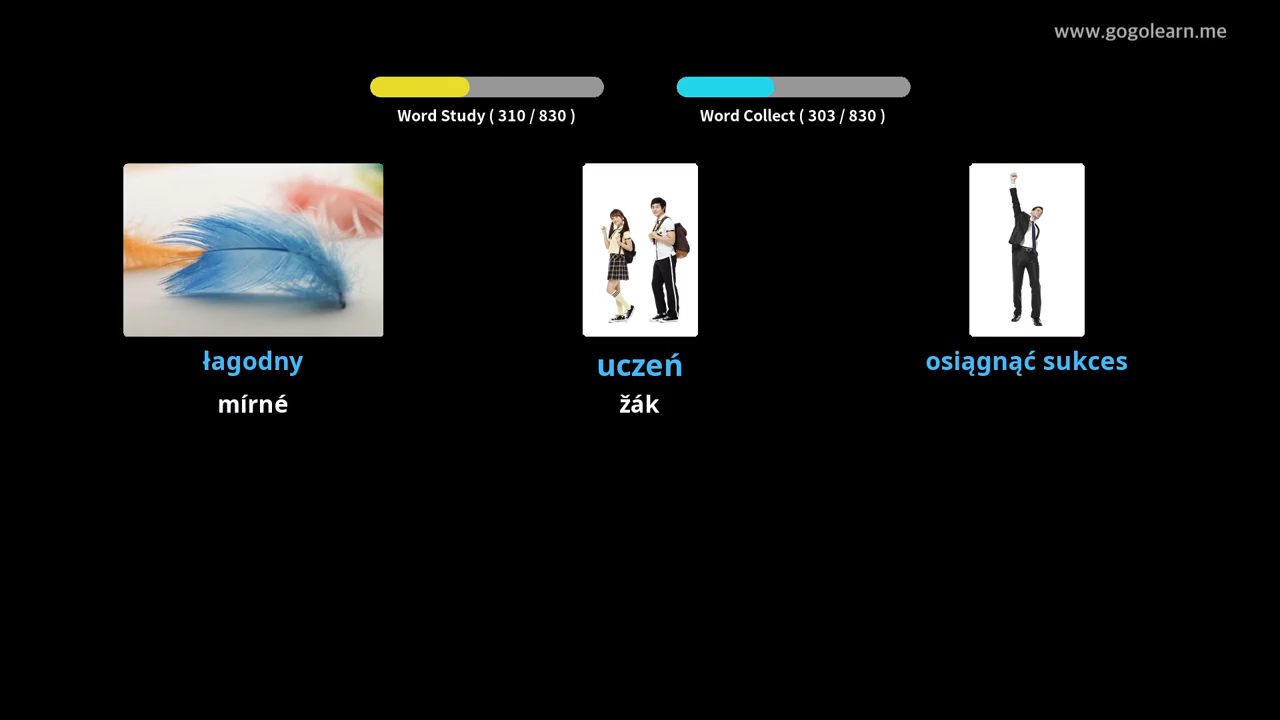 www.gogolearn.me
Word Study ( 310 / 830 )
Word Collect ( 303 / 830 )
łagodny
uczeń
osiągnąć sukces
mírné
žák